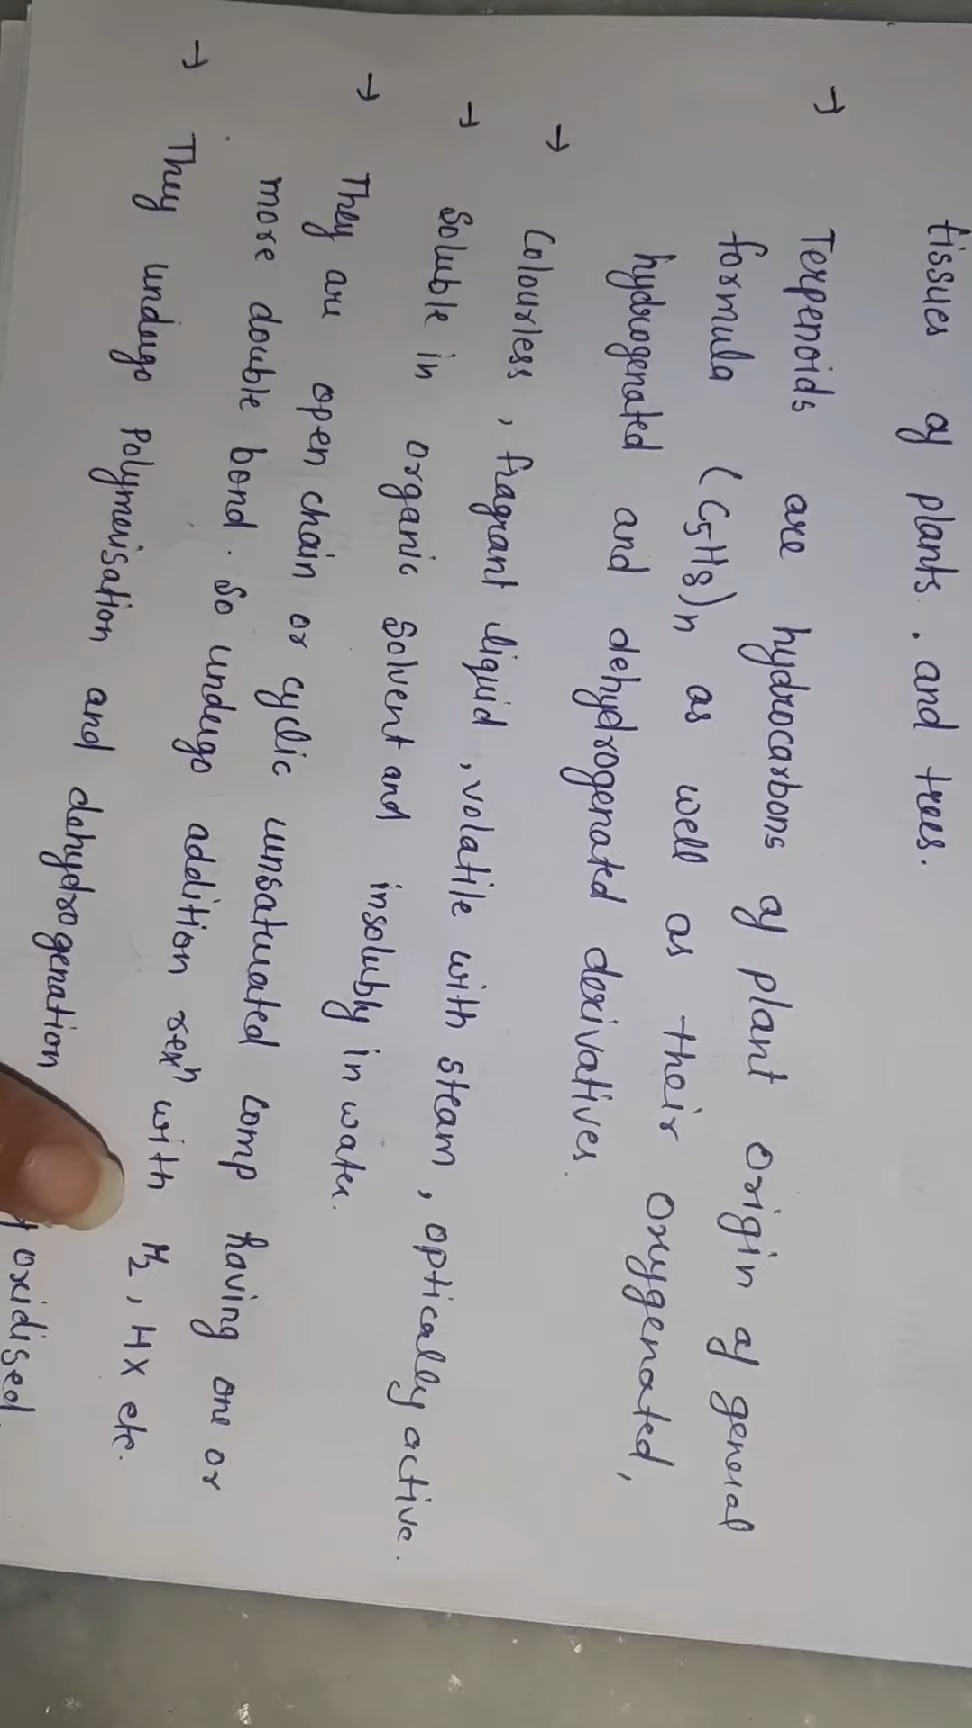 tissues of plants. and trees.
→ Terpenoids are hydrocarbons of plant origin of general
formula (C5H8)n as well as their oxygenated,
hydrogenated and dehydrogenated derivatives.
→ Colourless, fragrant liquid, volatile with steam, optically active.
→ Soluble in organic solvent and insolubly in water.
→ They are open chain or cyclic unsaturated comp having one or
more double bond. So undergo addition rexn with H2, HX etc.
→ They undergo Polymerisation and dehydrogenation
oxidised.